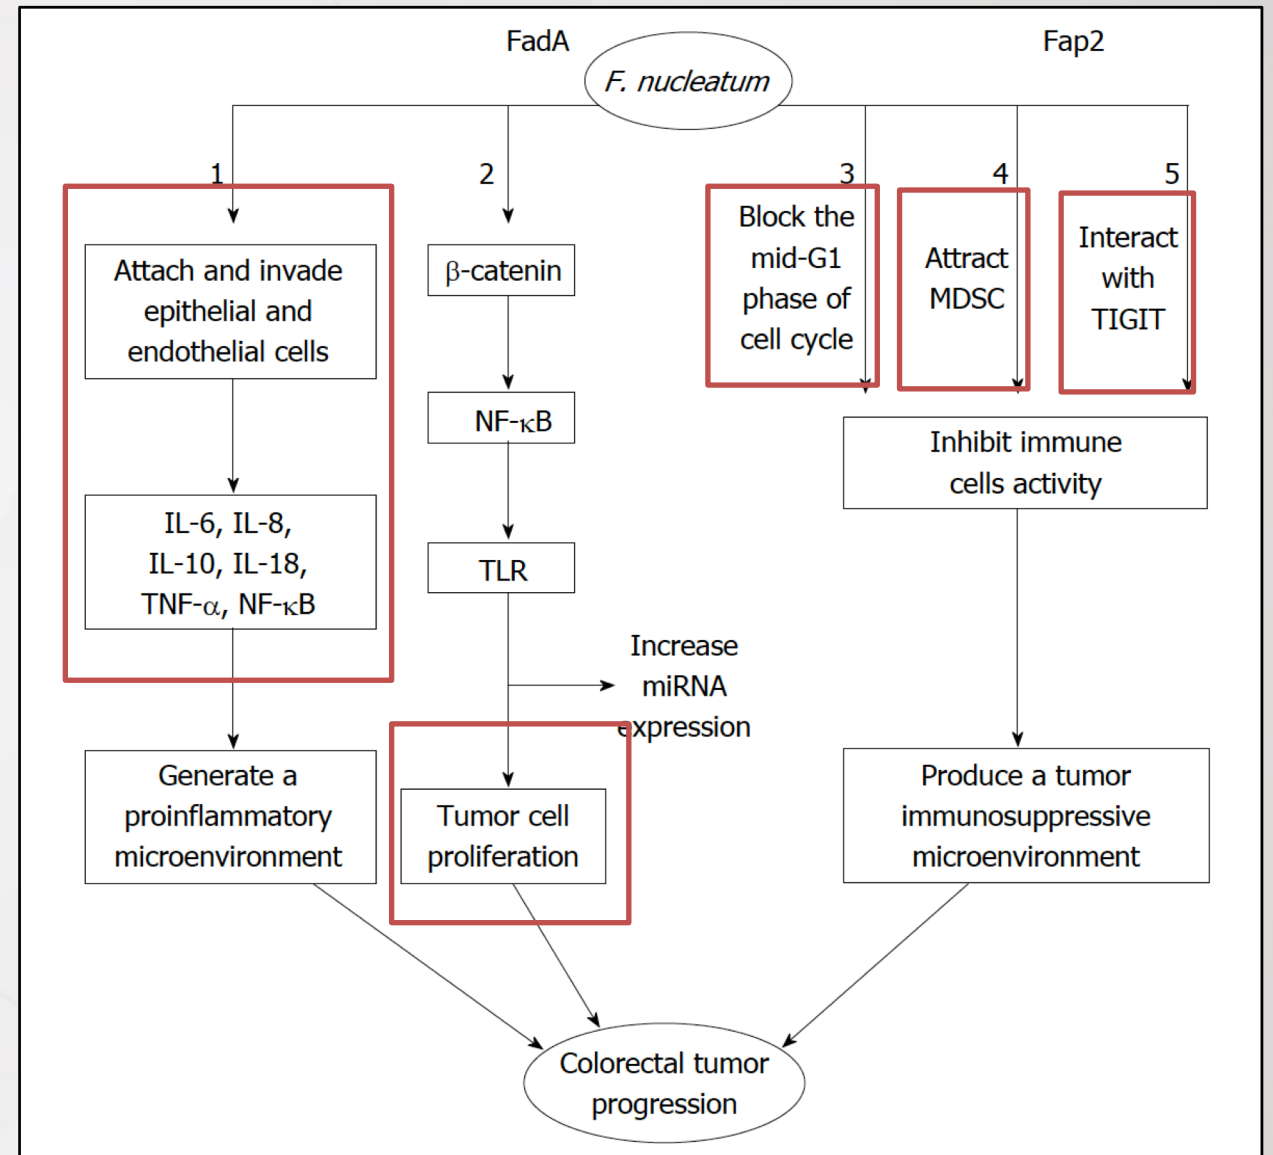 FadA
F. nucleatum
Fap2
1
2
3
4
5
Attach and invade
epithelial and
endothelial cells
IL-6, IL-8,
IL-10, IL-18,
TNF-α, NF-κB
Generate a
proinflammatory
microenvironment
β-catenin
NF-κB
TLR
Increase
miRNA
expression
Tumor cell
proliferation
Block the
mid-G1
phase of
cell cycle
Attract
MDSC
Interact
with
TIGIT
Inhibit immune
cells activity
Produce a tumor
immunosuppressive
microenvironment
Colorectal tumor
progression